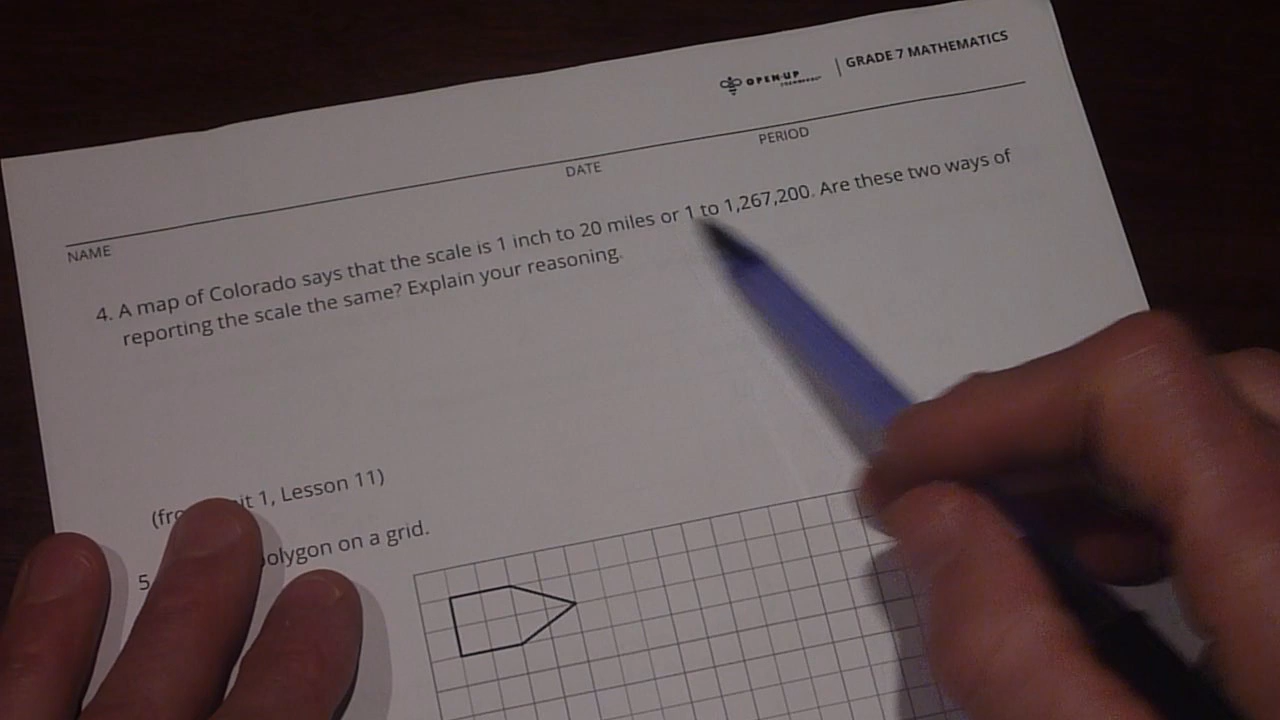 OPEN-UP
GRADE 7 MATHEMATICS
NAME
DATE
PERIOD
4. A map of Colorado says that the scale is 1 inch to 20 miles or 1 to 1,267,200. Are these two ways of
reporting the scale the same? Explain your reasoning.
1, Lesson 11)
5
polygon on a grid.